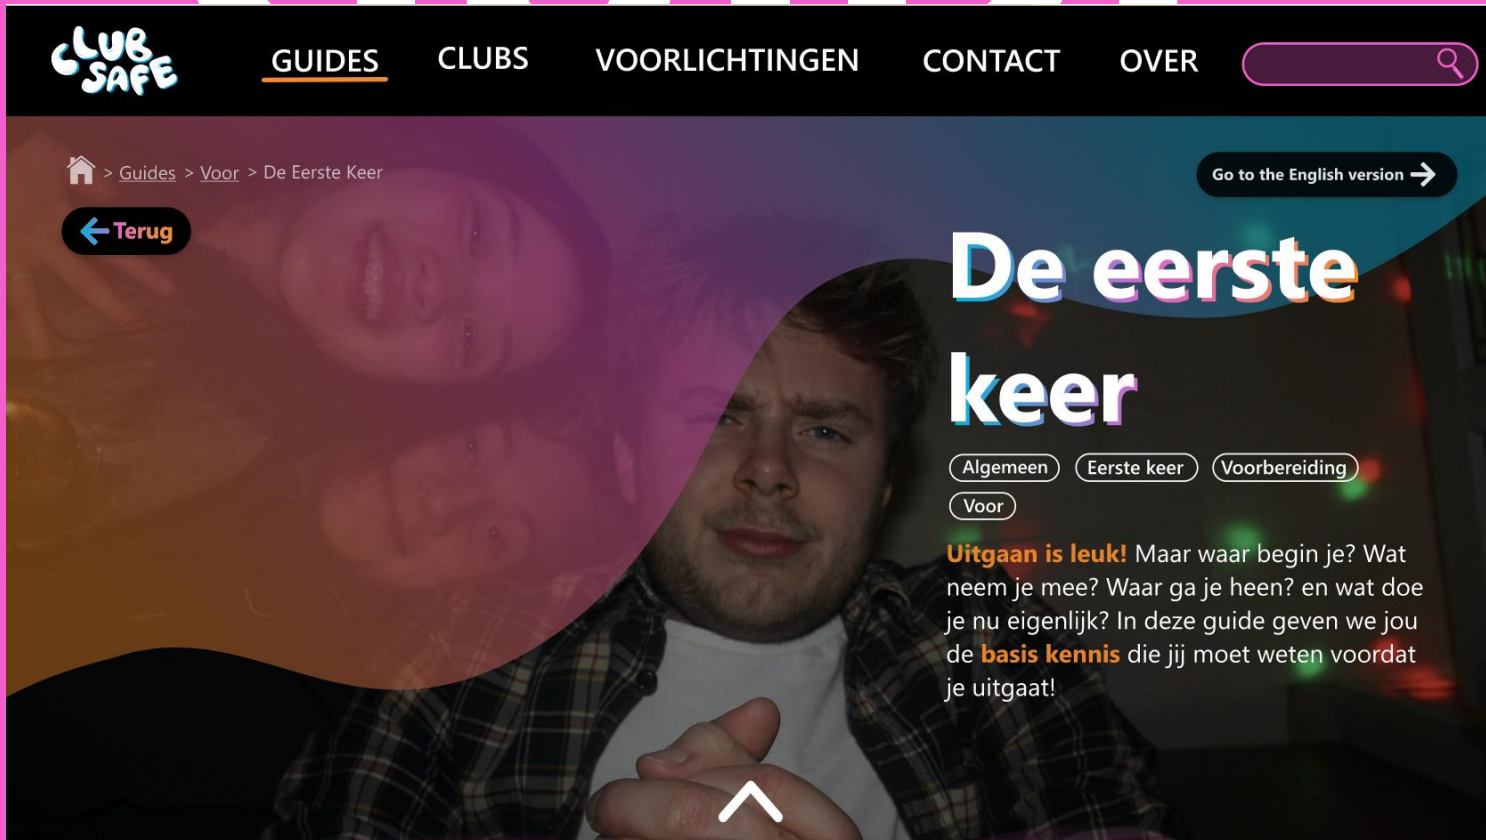 CLUB
SAFE
GUIDES
CLUBS
VOORLICHTINGEN
CONTACT
OVER
> Guides > Voor > De Eerste Keer
Go to the English version
Terug
De eerste
keer
Algemeen
Eerste keer
Voorbereiding
Voor
Uitgaan is leuk! Maar waar begin je? Wat
neem je mee? Waar ga je heen? en wat doe
je nu eigenlijk? In deze guide geven we jou
de basis kennis die jij moet weten voordat
je uitgaat!